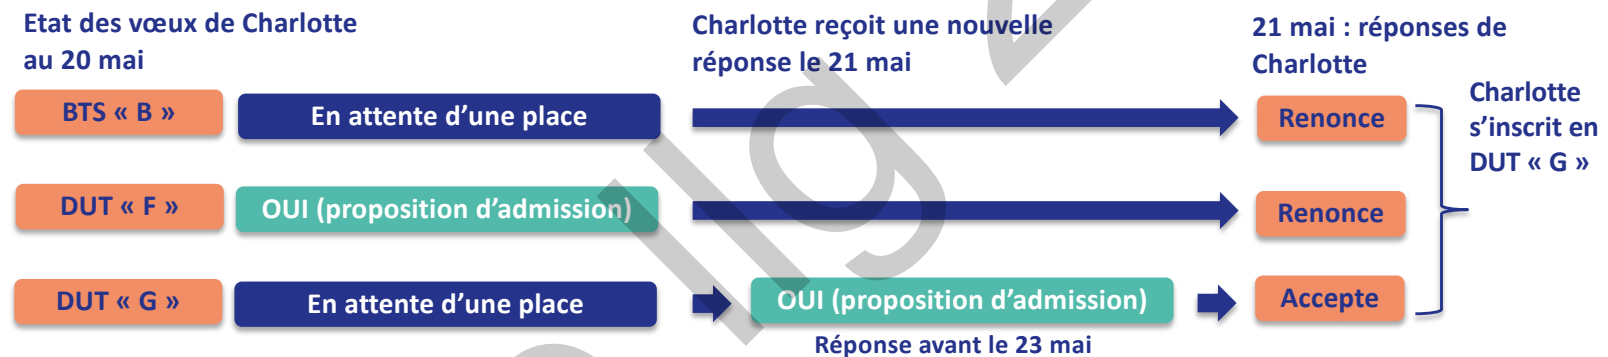 Etat des vœux de Charlotte
au 20 mai
Charlotte reçoit une nouvelle
réponse le 21 mai
21 mai : réponses de
Charlotte
BTS « B »
En attente d’une place
Renonce
DUT « F »
OUI (proposition d’admission)
Renonce
DUT « G »
En attente d’une place
OUI (proposition d’admission)
Réponse avant le 23 mai
Accepte
Charlotte
s’inscrit en
DUT « G »